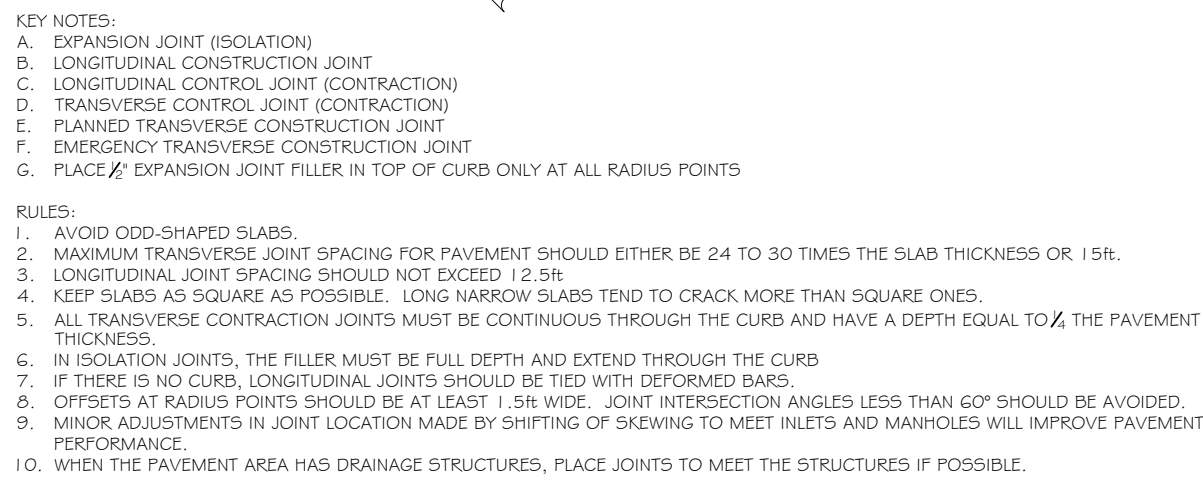 KEY NOTES:
A. EXPANSION JOINT (ISOLATION)
B. LONGITUDINAL CONSTRUCTION JOINT
C. LONGITUDINAL CONTROL JOINT (CONTRACTION)
D. TRANSVERSE CONTROL JOINT (CONTRACTION)
E. PLANNED TRANSVERSE CONSTRUCTION JOINT
F. EMERGENCY TRANSVERSE CONSTRUCTION JOINT
G. PLACE 1/2" EXPANSION JOINT FILLER IN TOP OF CURB ONLY AT ALL RADIUS POINTS
RULES:
1. AVOID ODD-SHAPED SLABS.
2. MAXIMUM TRANSVERSE JOINT SPACING FOR PAVEMENT SHOULD EITHER BE 24 TO 30 TIMES THE SLAB THICKNESS OR 15ft.
3. LONGITUDINAL JOINT SPACING SHOULD NOT EXCEED 12.5ft
4. KEEP SLABS AS SQUARE AS POSSIBLE. LONG NARROW SLABS TEND TO CRACK MORE THAN SQUARE ONES.
5. ALL TRANSVERSE CONTRACTION JOINTS MUST BE CONTINUOUS THROUGH THE CURB AND HAVE A DEPTH EQUAL TO 1/4 THE PAVEMENT
THICKNESS.
6. IN ISOLATION JOINTS, THE FILLER MUST BE FULL DEPTH AND EXTEND THROUGH THE CURB
7. IF THERE IS NO CURB, LONGITUDINAL JOINTS SHOULD BE TIED WITH DEFORMED BARS.
8. OFFSETS AT RADIUS POINTS SHOULD BE AT LEAST 1.5ft WIDE. JOINT INTERSECTION ANGLES LESS THAN 60° SHOULD BE AVOIDED.
9. MINOR ADJUSTMENTS IN JOINT LOCATION MADE BY SHIFTING OF SKEWING TO MEET INLETS AND MANHOLES WILL IMPROVE PAVEMENT
PERFORMANCE.
10. WHEN THE PAVEMENT AREA HAS DRAINAGE STRUCTURES, PLACE JOINTS TO MEET THE STRUCTURES IF POSSIBLE.